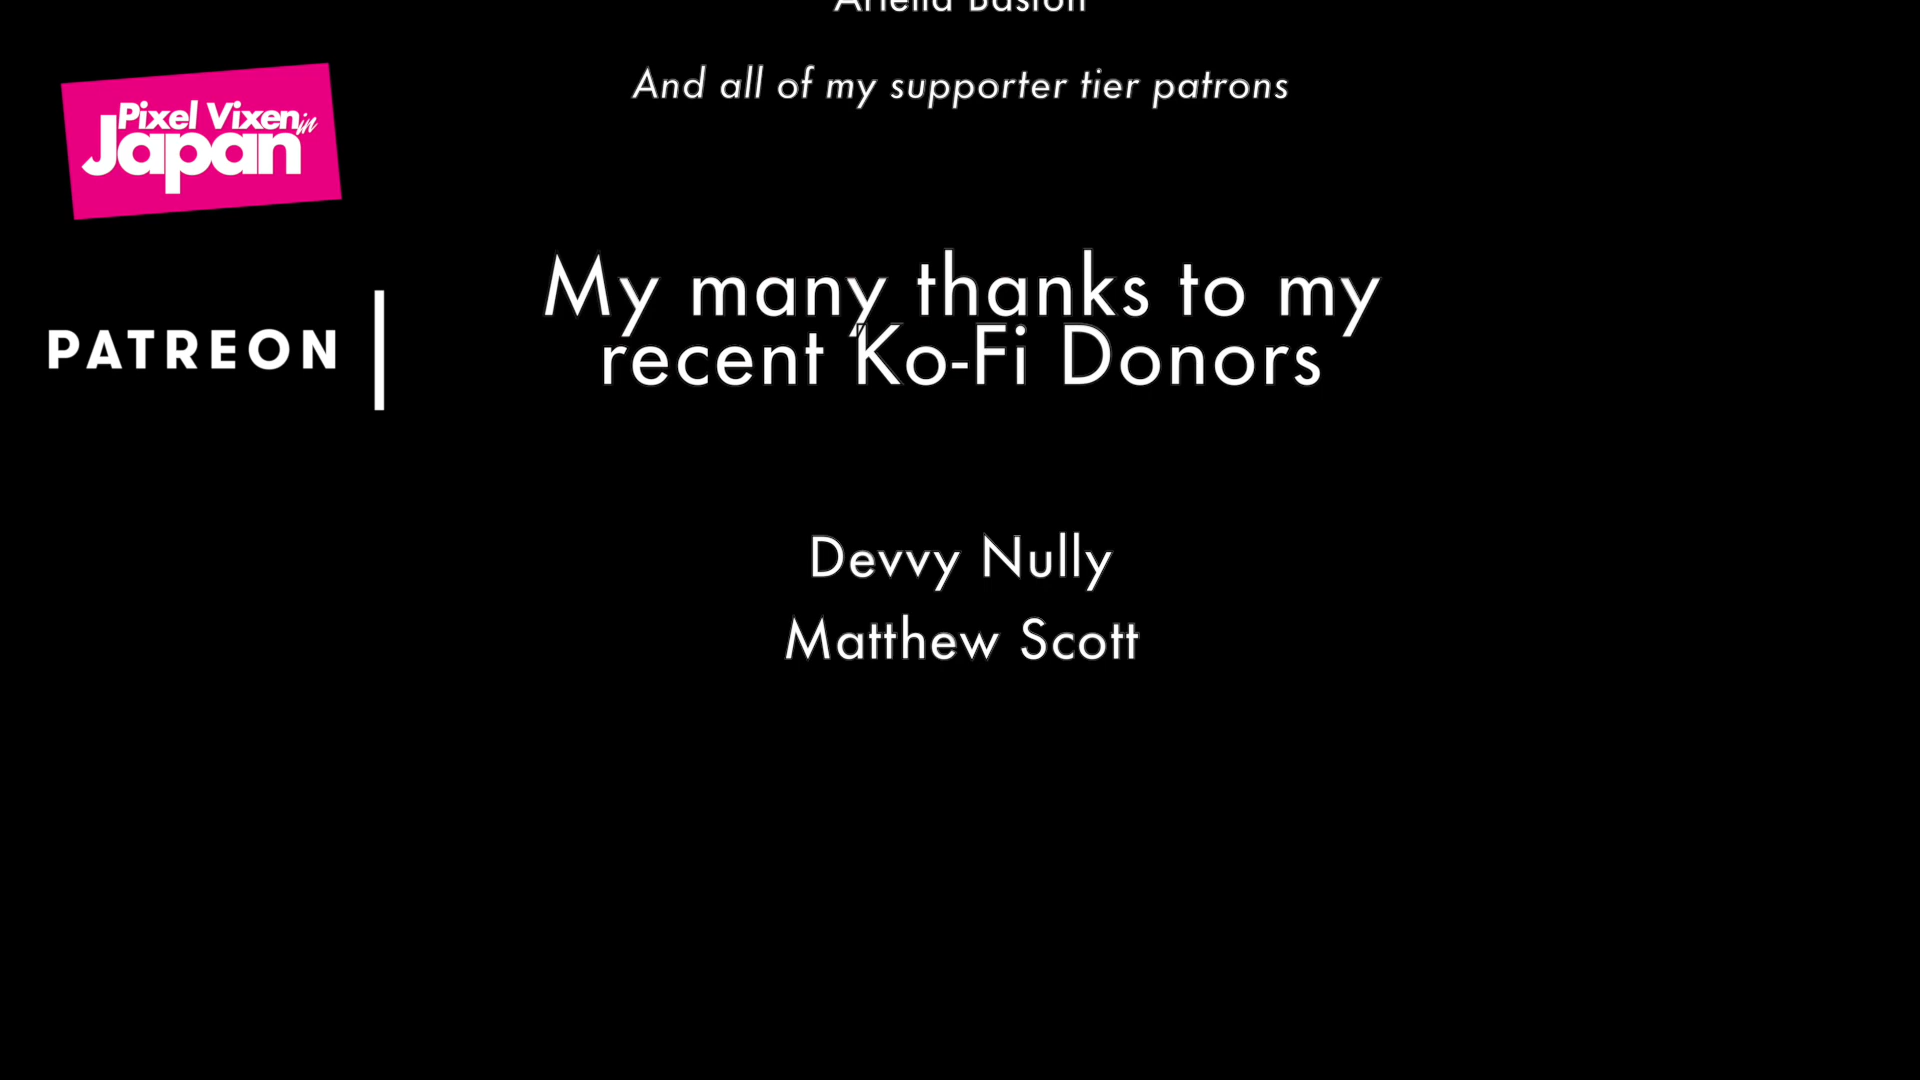 And all of my supporter tier patrons
Pixel Vixen in
Japan
My many thanks to my
recent Ko-Fi Donors
PATREON
Devvy Nully
Matthew Scott